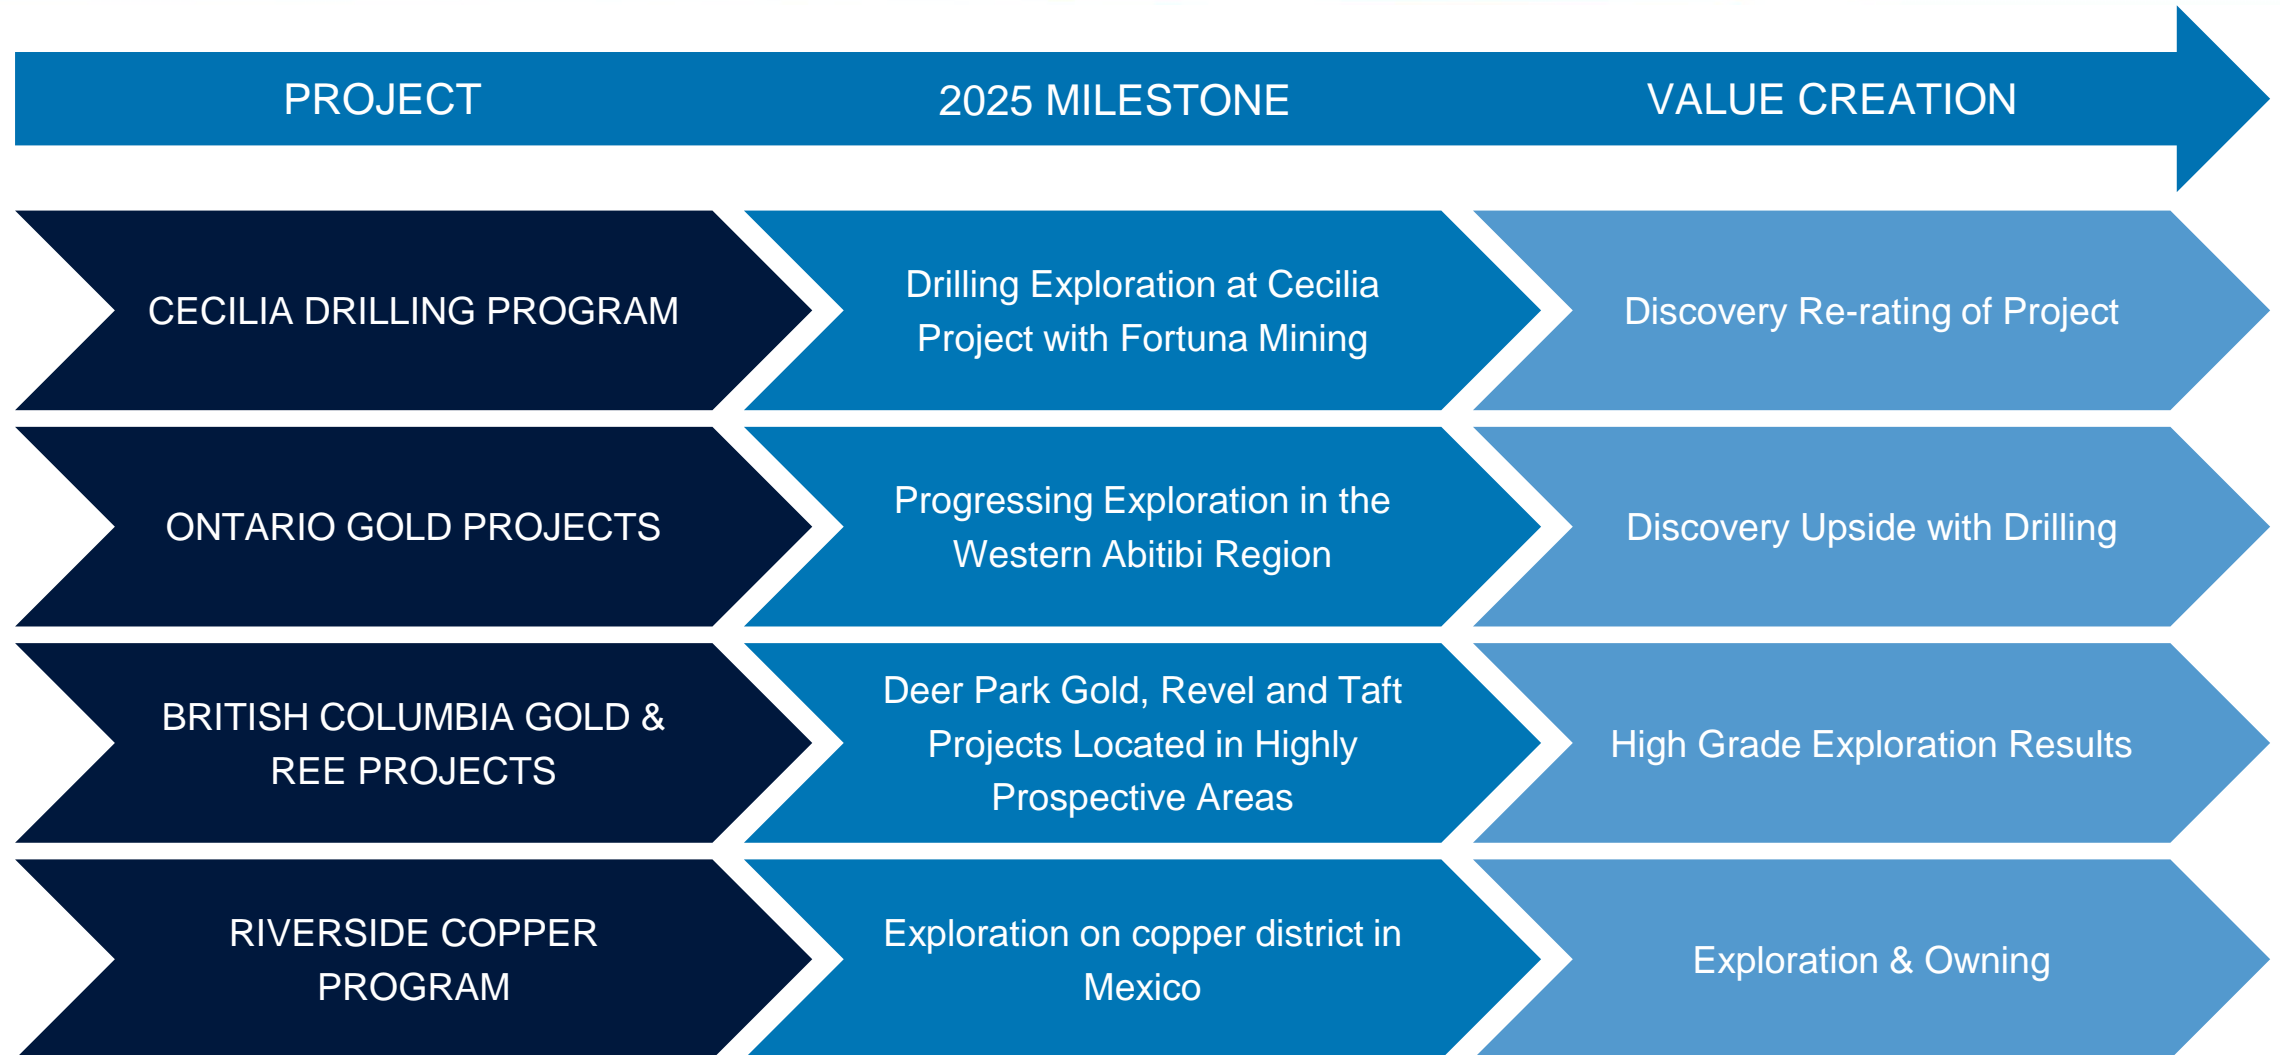 PROJECT
2025 MILESTONE
VALUE CREATION
CECILIA DRILLING PROGRAM
Drilling Exploration at Cecilia
Project with Fortuna Mining
Discovery Re-rating of Project
ONTARIO GOLD PROJECTS
Progressing Exploration in the
Western Abitibi Region
Discovery Upside with Drilling
BRITISH COLUMBIA GOLD &
REE PROJECTS
Deer Park Gold, Revel and Taft
Projects Located in Highly
Prospective Areas
High Grade Exploration Results
RIVERSIDE COPPER
PROGRAM
Exploration on copper district in
Mexico
Exploration & Owning